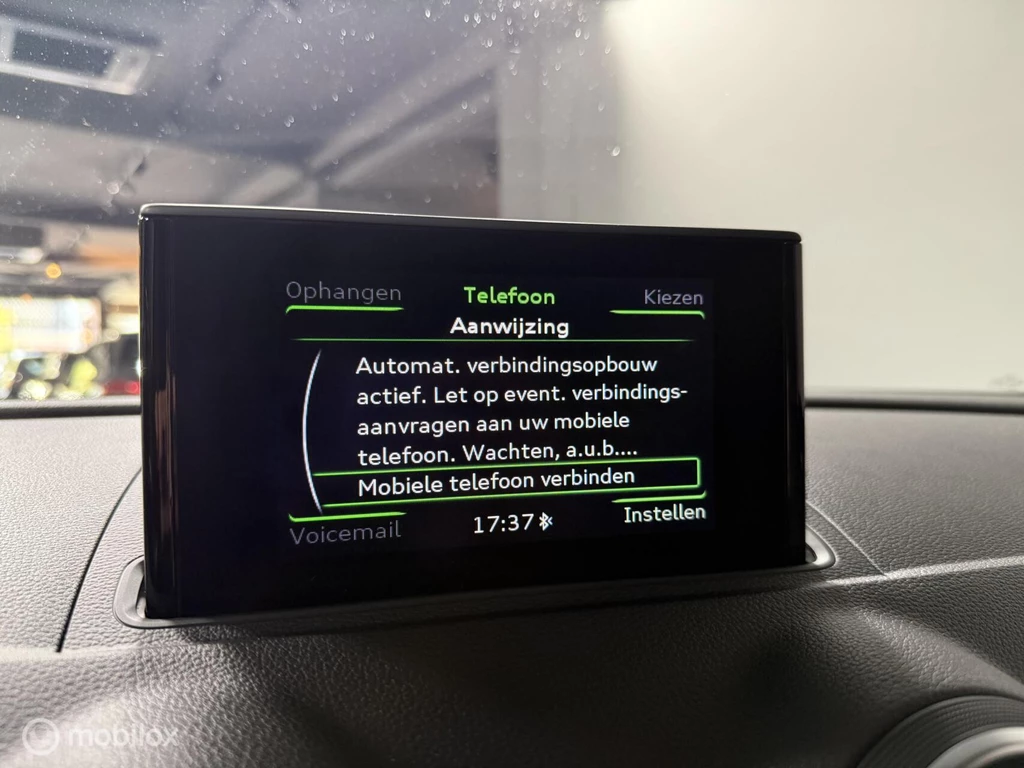 Ophangen Telefoon Kiezen
Aanwijzing
Automat. verbindingsopbouw
actief. Let op event. verbindings-
aanvragen aan uw mobiele
telefoon. Wachten, a.u.b....
Mobiele telefoon verbinden
Voicemail 17:37 Instellen
mobilox